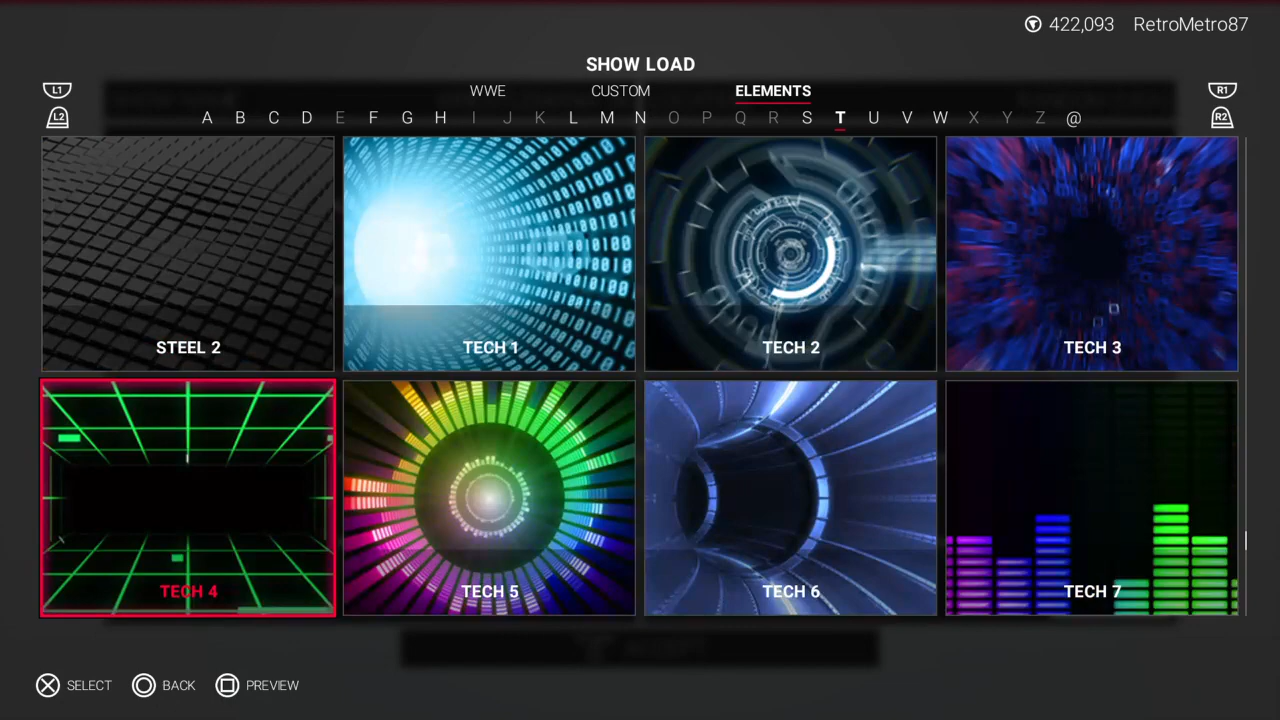 422,093 RetroMetro87
SHOW LOAD
L1 WWE CUSTOM ELEMENTS R1
L2 A B C D E F G H I J K L M N O P Q R S T U V W X Y Z @ R2
STEEL 2 TECH 1 TECH 2 TECH 3
TECH 4 TECH 5 TECH 6 TECH 7
SELECT BACK PREVIEW